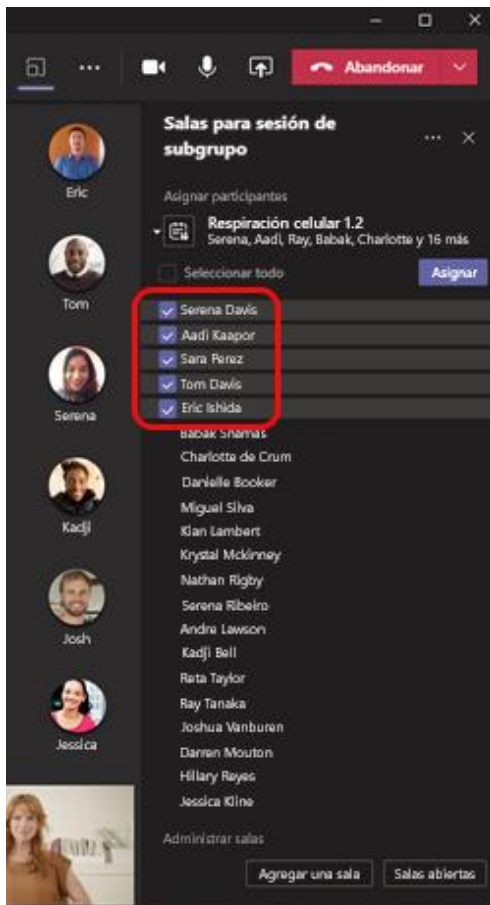 Abandonar
Salas para sesión de
subgrupo
Eric
Tom
Serena
Kadji
Josh
Jessica
Asignar participantes
Respiración celular 1.2
Serena, Aadi, Ray, Babak, Charlotte y 16 más
Seleccionar todo
Asignar
Serena Davis
Aadi Kaapor
Sara Perez
Tom Davis
Eric Ishida
Babak Shamas
Charlotte de Crum
Danielle Booker
Miguel Silva
Kian Lambert
Krystal Mckinney
Nathan Rigby
Serena Ribeiro
Andre Lawson
Kadji Bell
Reta Taylor
Ray Tanaka
Joshua Vanburen
Darren Mouton
Hillary Reyes
Jessica Kline
Administrar salas
Agregar una sala
Salas abiertas